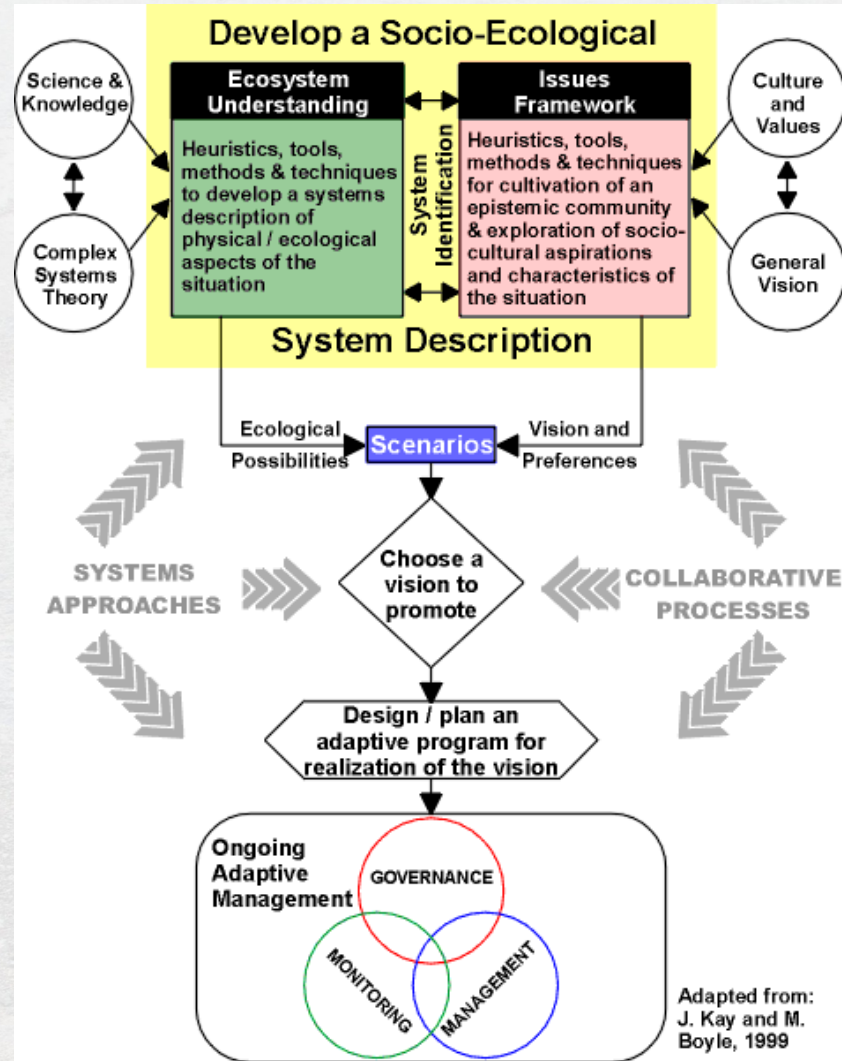 Develop a Socio-Ecological
Science &
Knowledge
Complex
Systems
Theory
Ecosystem
Understanding
Heuristics, tools,
methods & techniques
to develop a systems
description of
physical / ecological
aspects of the
situation
System
Identification
Issues
Framework
Heuristics, tools,
methods & techniques
for cultivation of an
epistemic community
& exploration of socio-
cultural aspirations
and characteristics of
the situation
Culture
and
Values
General
Vision
System Description
Ecological
Possibilities
Scenarios
Vision and
Preferences
SYSTEMS
APPROACHES
Choose a
vision to
promote
COLLABORATIVE
PROCESSES
Design / plan an
adaptive program for
realization of the vision
Ongoing
Adaptive
Management
GOVERNANCE
MONITORING
MANAGEMENT
Adapted from:
J. Kay and M.
Boyle, 1999